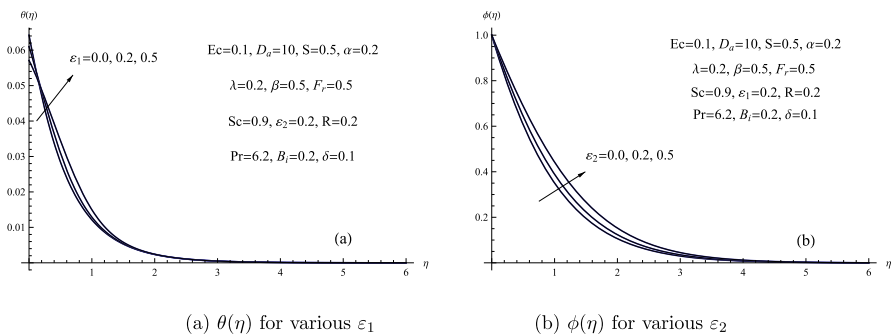 θ(η)
0.06
0.05
0.04
0.03
0.02
0.01
1 2 3 4 5 6 η
ε₁=0.0, 0.2, 0.5
Ec=0.1, Dₐ=10, S=0.5, α=0.2
λ=0.2, β=0.5, Fᵣ=0.5
Sc=0.9, ε₂=0.2, R=0.2
Pr=6.2, Bᵢ=0.2, δ=0.1
(a)
ϕ(η)
1.0
0.8
0.6
0.4
0.2
1 2 3 4 5 6 η
Ec=0.1, Dₐ=10, S=0.5, α=0.2
λ=0.2, β=0.5, Fᵣ=0.5
Sc=0.9, ε₁=0.2, R=0.2
Pr=6.2, Bᵢ=0.2, δ=0.1
ε₂=0.0, 0.2, 0.5
(b)
(a) θ(η) for various ε₁
(b) ϕ(η) for various ε₂